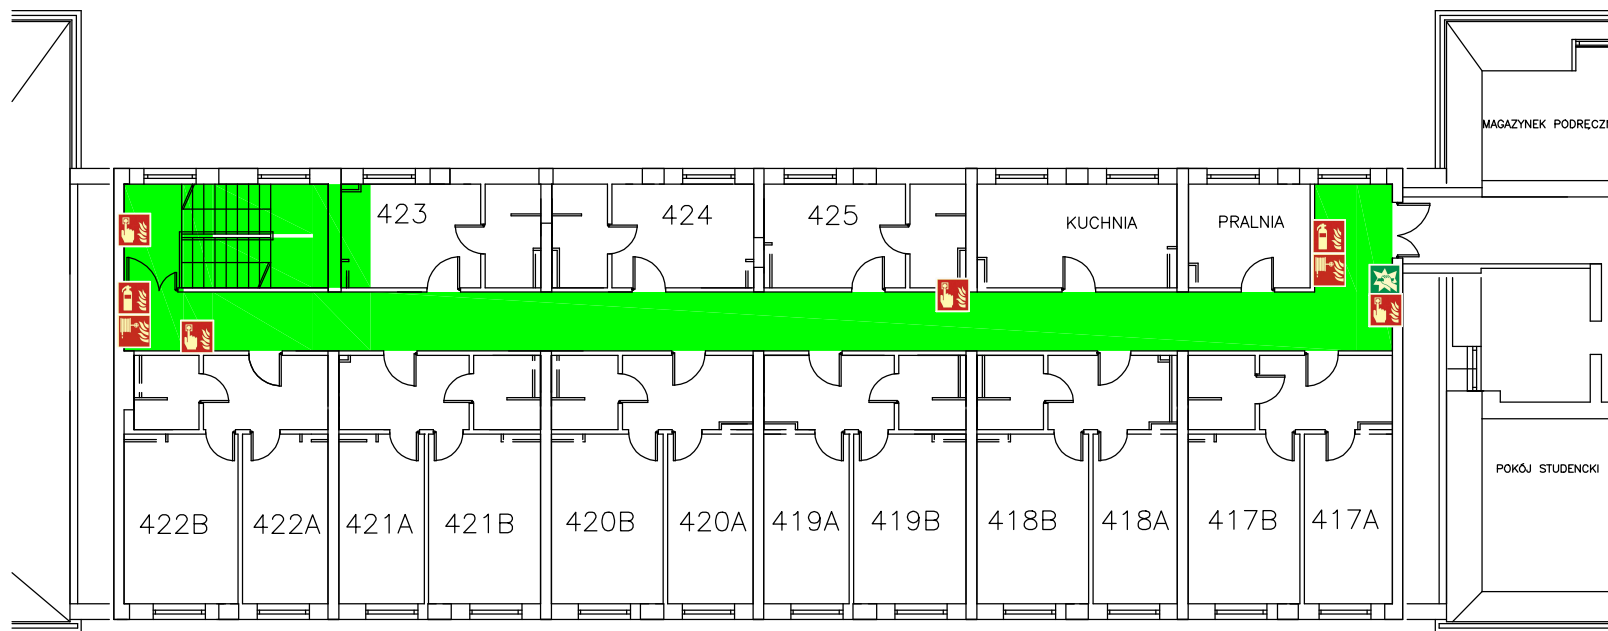 MAGAZYNEK PODRĘCZN
423
424
425
KUCHNIA
PRALNIA
POKÓJ STUDENCKI
422B
422A
421A
421B
420B
420A
419A
419B
418B
418A
417B
417A